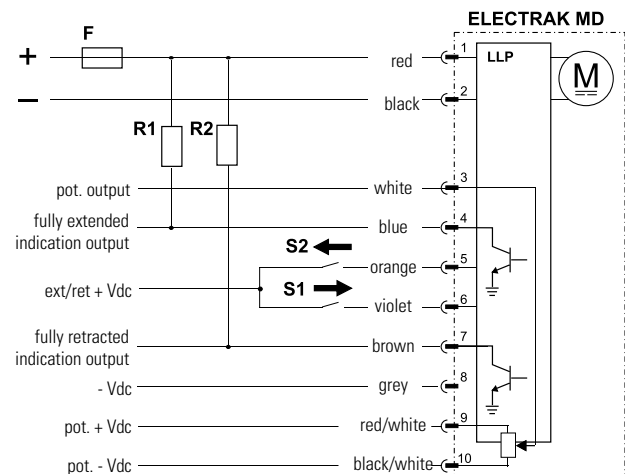 ELECTRAK MD
F
+
red
1
LLP
M
–
black
2
R1
R2
pot. output
white
3
fully extended
indication output
blue
4
S2
orange
5
ext/ret + Vdc
S1
violet
6
fully retracted
indication output
brown
7
- Vdc
grey
8
pot. + Vdc
red/white
9
pot. - Vdc
black/white
10